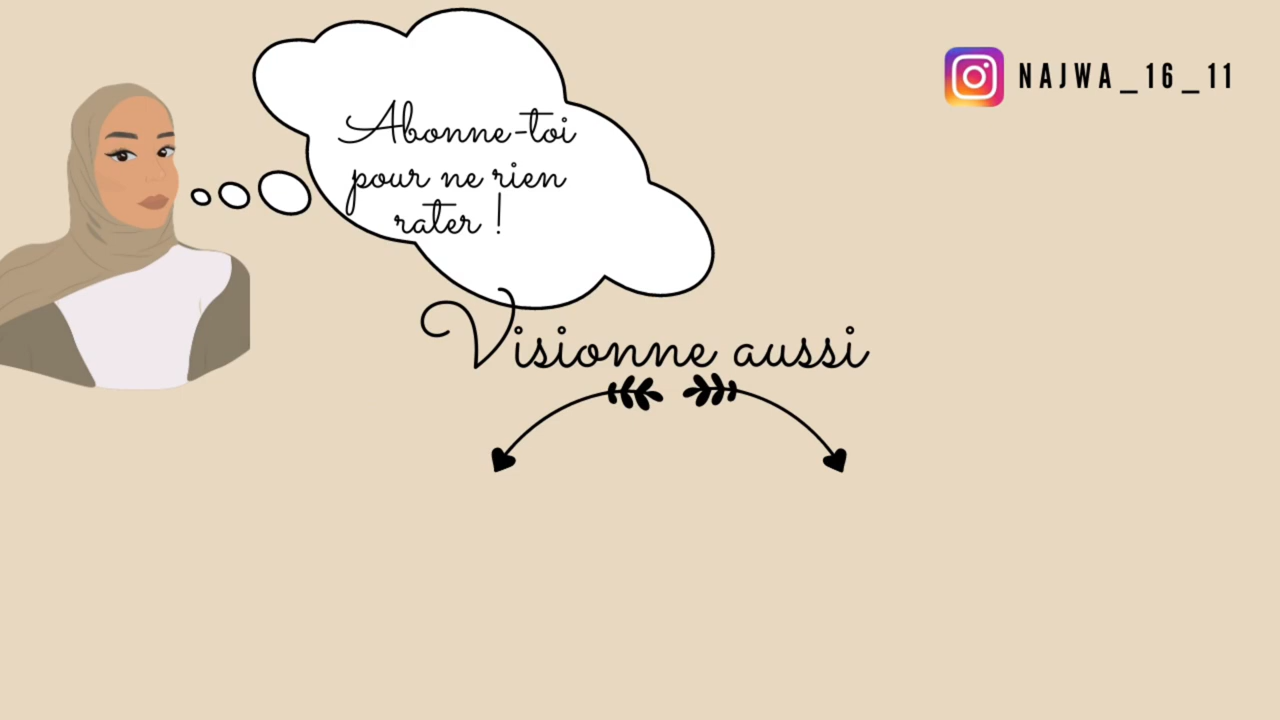 NAJWA_16_11
Abonne-toi
pour ne rien
rater !
Visionne aussi